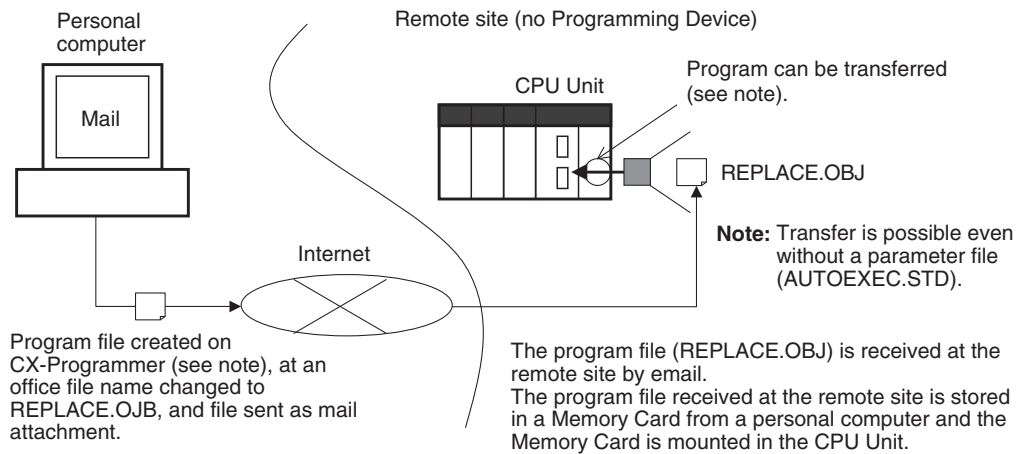 Personal
computer
Remote site (no Programming Device)
Mail
CPU Unit
Program can be transferred
(see note).
REPLACE.OBJ
Note: Transfer is possible even
without a parameter file
(AUTOEXEC.STD).
Internet
Program file created on
CX-Programmer (see note), at an
office file name changed to
REPLACE.OJB, and file sent as mail
attachment.
The program file (REPLACE.OBJ) is received at the
remote site by email.
The program file received at the remote site is stored
in a Memory Card from a personal computer and the
Memory Card is mounted in the CPU Unit.